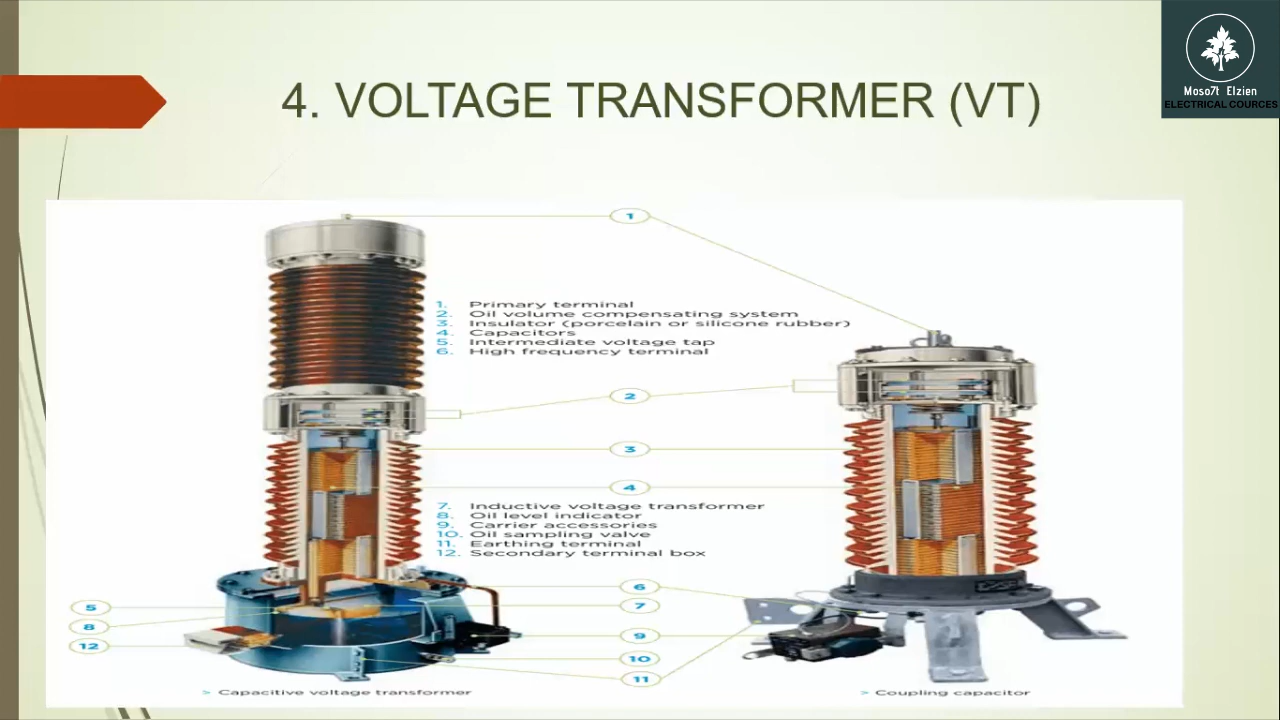 4. VOLTAGE TRANSFORMER (VT)
Moso7t Elzien
ELECTRICAL COURCES
1
1. Primary terminal
2. Oil volume compensating system
3. Insulator (porcelain or silicone rubber)
4. Capacitors
5. Intermediate voltage tap
6. High frequency terminal
2
3
4
7. Inductive voltage transformer
8. Oil level indicator
9. Carrier accessories
10. Oil sampling valve
11. Earthing terminal
12. Secondary terminal box
5
8
12
6
7
9
10
11
> Capacitive voltage transformer
> Coupling capacitor